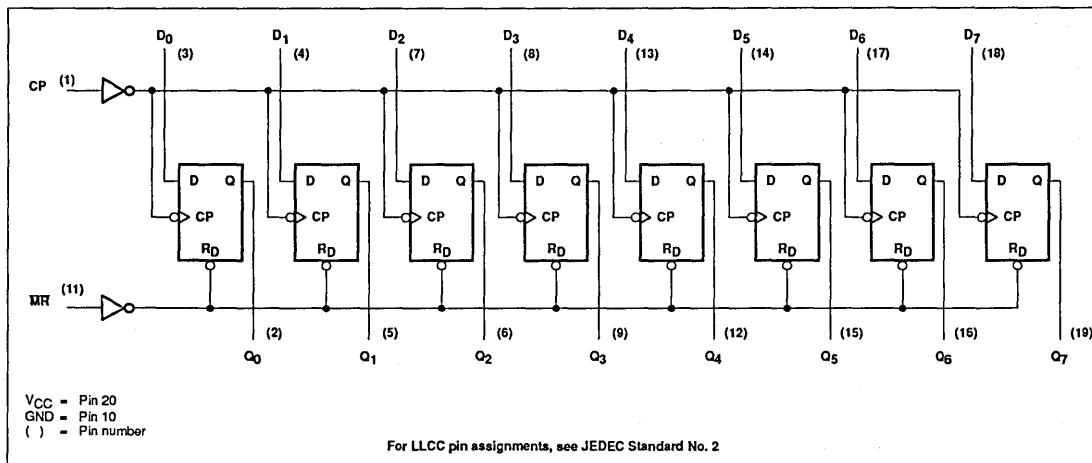 D0 D1 D2 D3 D4 D5 D6 D7
(3) (4) (7) (8) (13) (14) (17) (18)
CP (1)
D Q D Q D Q D Q D Q D Q D Q D Q
CP CP CP CP CP CP CP CP
RD RD RD RD RD RD RD RD
M̅R̅ (11)
(2) (5) (6) (9) (12) (15) (16) (19)
Q0 Q1 Q2 Q3 Q4 Q5 Q6 Q7
VCC = Pin 20
GND = Pin 10
( ) = Pin number
For LLCC pin assignments, see JEDEC Standard No. 2